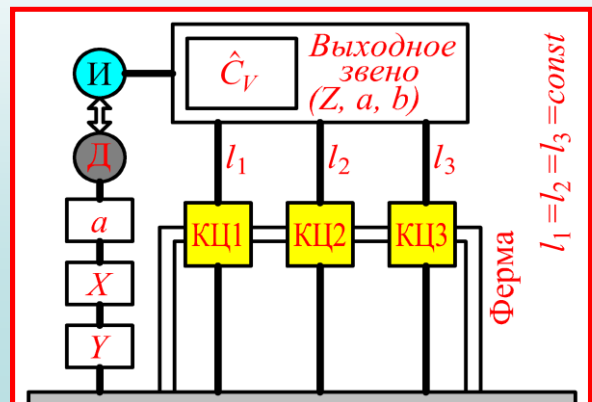 И
Ĉ_V
Выходное
звено
(Z, a, b)
Д
l₁
l₂
l₃
a
КЦ1
КЦ2
КЦ3
X
Y
Ферма
l₁=l₂=l₃=const